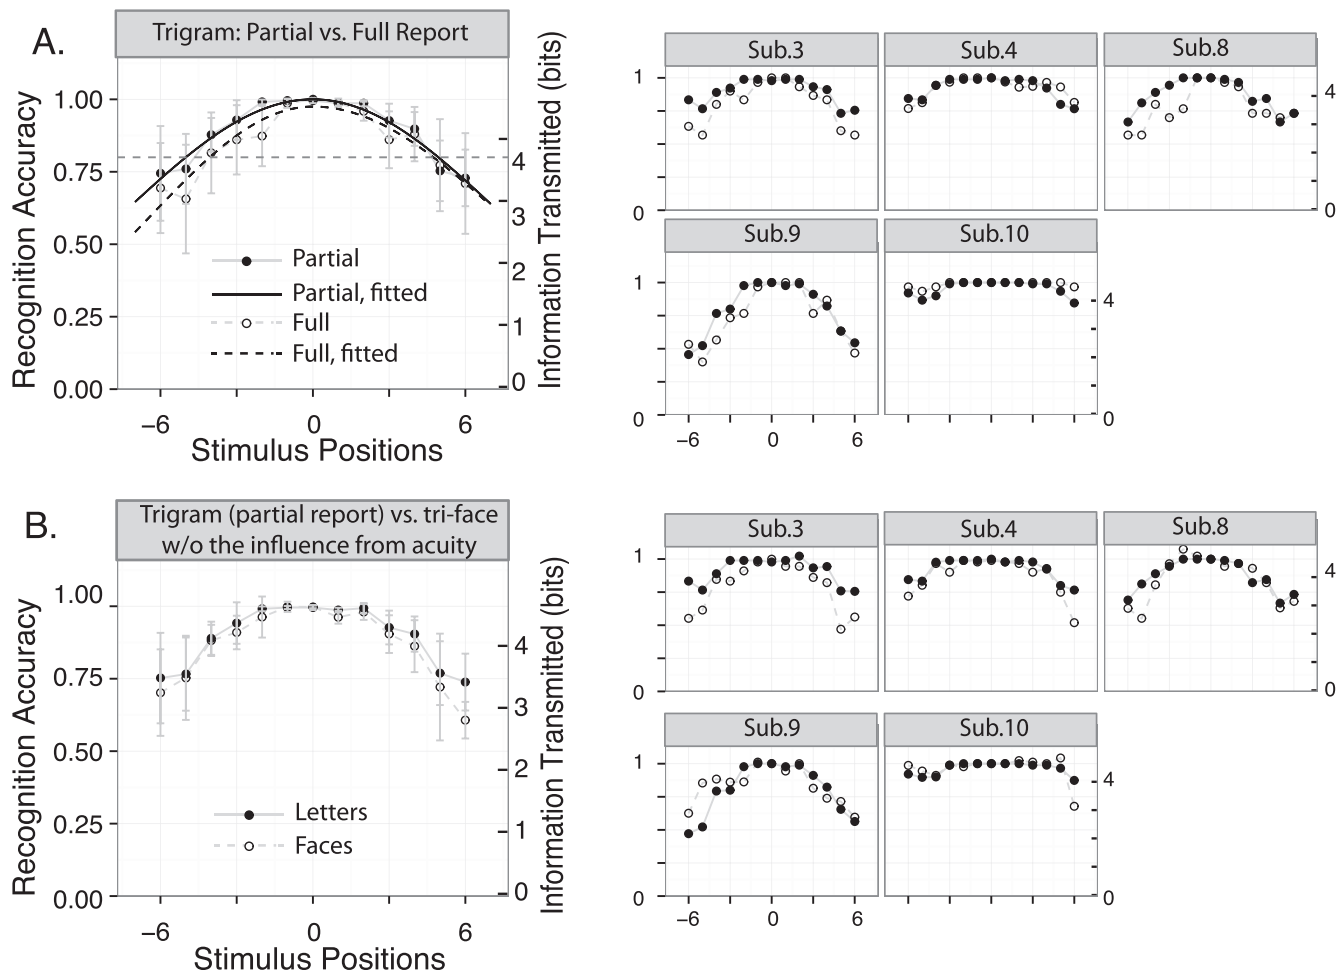 A.
Trigram: Partial vs. Full Report
Recognition Accuracy
1.00
0.75
0.50
0.25
0.00
Information Transmitted (bits)
4
3
2
1
0
Partial
Partial, fitted
Full
Full, fitted
−6 0 6
Stimulus Positions
Sub.3 Sub.4 Sub.8
1
0
4
0
Sub.9 Sub.10
1
0
4
0
−6 0 6
B.
Trigram (partial report) vs. tri-face
w/o the influence from acuity
Recognition Accuracy
1.00
0.75
0.50
0.25
0.00
Information Transmitted (bits)
4
3
2
1
0
Letters
Faces
−6 0 6
Stimulus Positions
Sub.3 Sub.4 Sub.8
1
0
4
0
Sub.9 Sub.10
1
0
4
0
−6 0 6